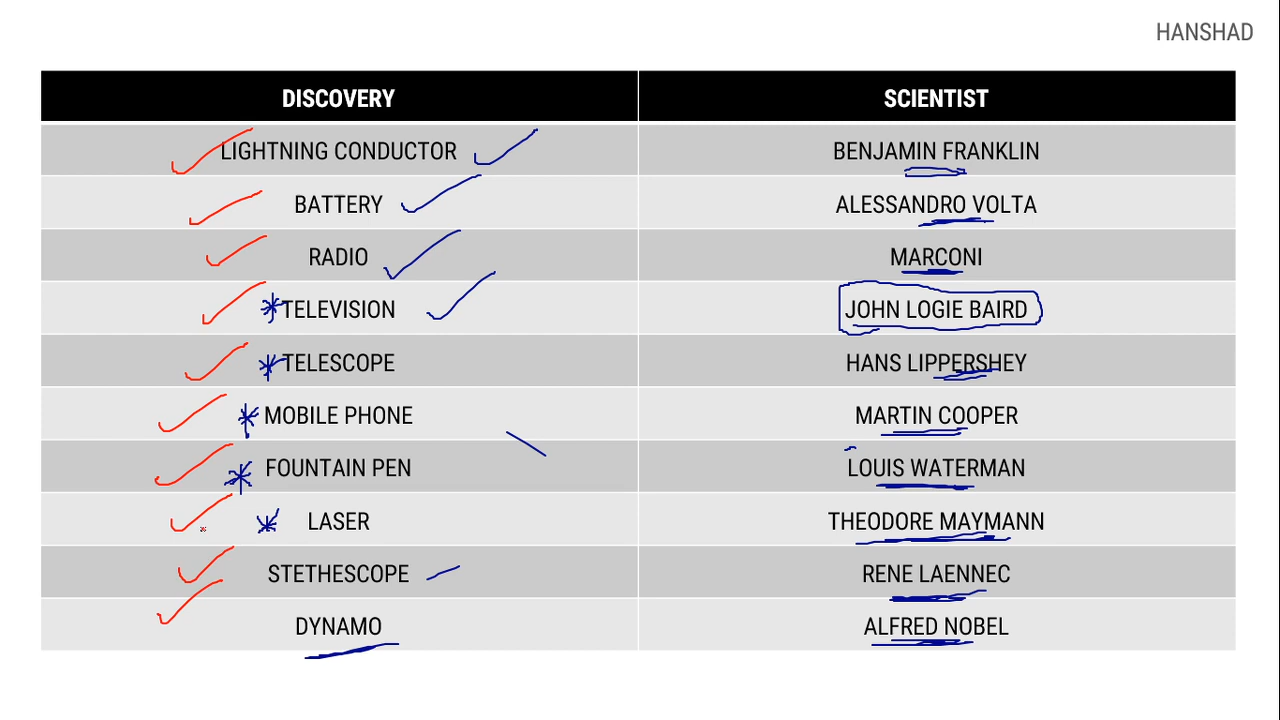 HANSHAD
DISCOVERY SCIENTIST
LIGHTNING CONDUCTOR BENJAMIN FRANKLIN
BATTERY ALESSANDRO VOLTA
RADIO MARCONI
TELEVISION JOHN LOGIE BAIRD
TELESCOPE HANS LIPPERSHEY
MOBILE PHONE MARTIN COOPER
FOUNTAIN PEN LOUIS WATERMAN
LASER THEODORE MAYMANN
STETHESCOPE RENE LAENNEC
DYNAMO ALFRED NOBEL